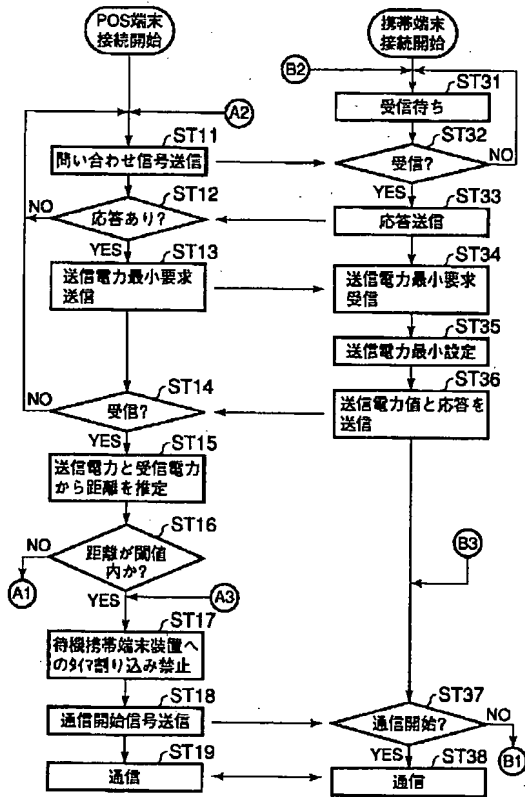 POS端末
接続開始
A2
ST11
問い合わせ信号送信
ST12
NO
応答あり?
YES
ST13
送信電力最小要求
送信
ST14
NO
受信?
YES
ST15
送信電力と受信電力
から距離を推定
ST16
NO
距離が閾値
内か?
A1
YES
A3
ST17
待機携帯端末装置へ
のタイマ割り込み禁止
ST18
通信開始信号送信
ST19
通信
携帯端末
接続開始
B2
ST31
受信待ち
ST32
受信?
NO
YES
ST33
応答送信
ST34
送信電力最小要求
受信
ST35
送信電力最小設定
ST36
送信電力値と応答を
送信
B3
ST37
通信開始?
NO
B1
YES
ST38
通信